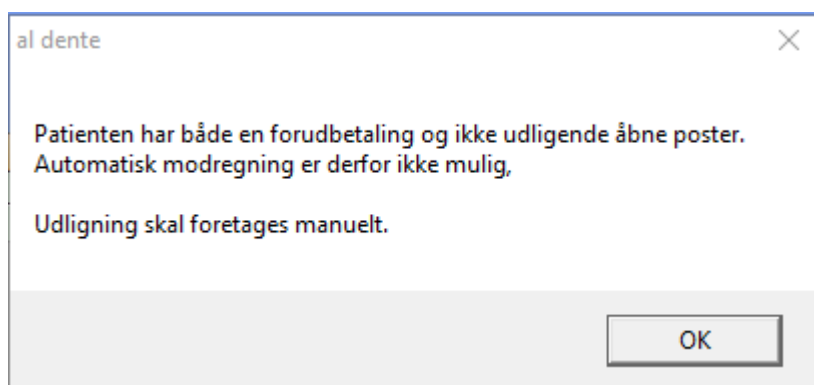 al dente
Patienten har både en forudbetaling og ikke udligende åbne poster.
Automatisk modregning er derfor ikke mulig,
Udligning skal foretages manuelt.
OK